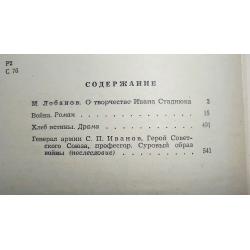 Р2
С 76
СОДЕРЖАНИЕ
М. Лобанов. О творчестве Ивана Стаднюка 3
Война. Роман 15
Хлеб истины. Драма 491
Генерал армии С. П. Иванов, Герой Совет-
ского Союза, профессор. Суровый образ
войны (послесловие) 541